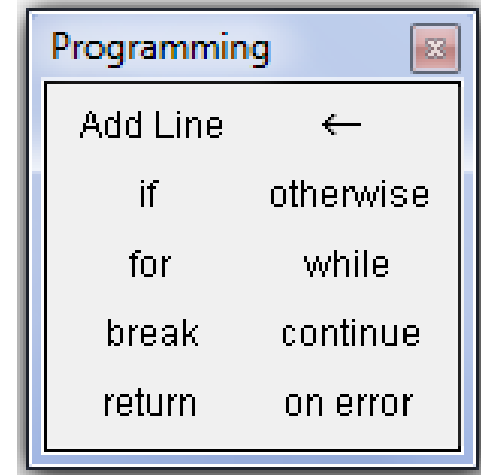 Programming
Add Line ←
if otherwise
for while
break continue
return on error